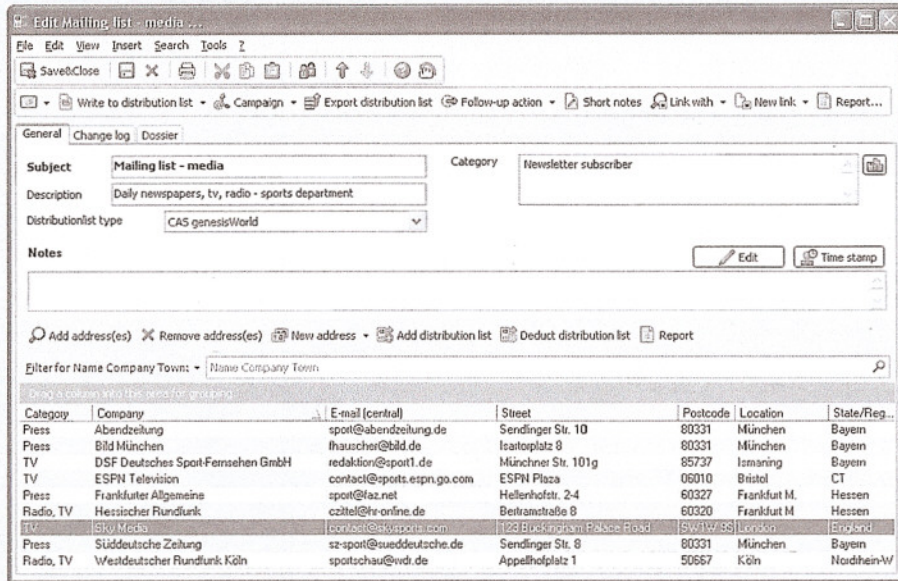 Edit Mailing list - media ...
File Edit View Insert Search Tools ?
Save&Close
Write to distribution list Campaign Export distribution list Follow-up action Short notes Link with New link Report...
General Change log Dossier
Subject Mailing list - media Category Newsletter subscriber
Description Daily newspapers, tv, radio - sports department
Distributionlist type CAS genesisWorld
Notes Edit Time stamp
Add address(es) Remove address(es) New address Add distribution list Deduct distribution list Report
Filter for Name Company Town: Name Company Town
Drag a column into this area for grouping
Category Company E-mail (central) Street Postcode Location State/Reg...
Press Abendzeitung sport@abendzeitung.de Sendlinger Str. 10 80331 München Bayern
Press Bild München fhauscher@bild.de Isartorplatz 8 80331 München Bayern
TV DSF Deutsches Sport-Fernsehen GmbH redaktion@sport1.de Münchner Str. 101g 85737 Ismaning Bayern
TV ESPN Television contact@sports.espn.go.com ESPN Plaza 06010 Bristol CT
Press Frankfurter Allgemeine sport@faz.net Hellenhofstr. 2-4 60327 Frankfurt M. Hessen
Radio, TV Hessischer Rundfunk czittel@hr-online.de Bertramstraße 8 60320 Frankfurt M Hessen
TV Sky Media contact@skysports.com 123 Buckingham Palace Road SW1W 9S London England
Press Süddeutsche Zeitung sz-sport@sueddeutsche.de Sendlinger Str. 8 80331 München Bayern
Radio, TV Westdeutscher Rundfunk Köln sportschau@wdr.de Appellhofplatz 1 50667 Köln Nordrhein-W